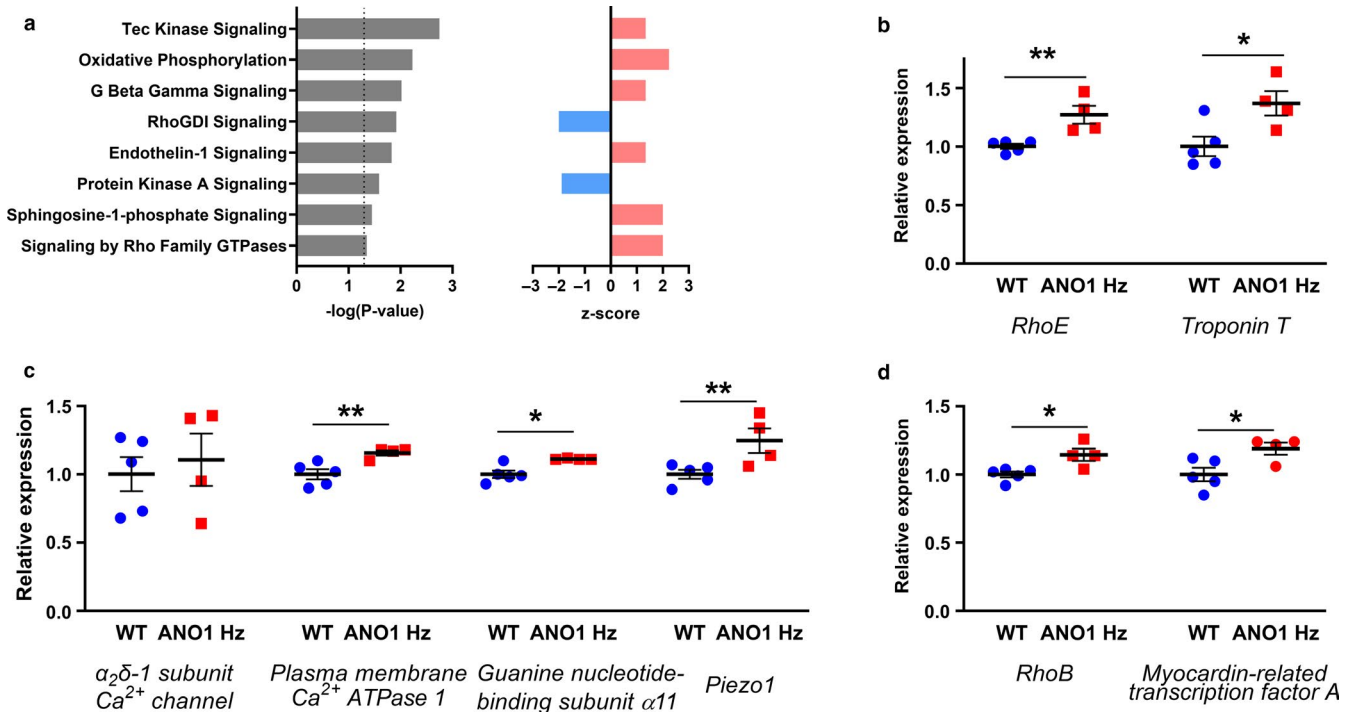 a
Tec Kinase Signaling
Oxidative Phosphorylation
G Beta Gamma Signaling
RhoGDI Signaling
Endothelin-1 Signaling
Protein Kinase A Signaling
Sphingosine-1-phosphate Signaling
Signaling by Rho Family GTPases
0 1 2 3
-log(P-value)
−3 −2 −1 0 1 2 3
z-score
b
Relative expression
1.5
1.0
0.5
0.0
** *
WT ANO1 Hz WT ANO1 Hz
RhoE Troponin T
c
Relative expression
1.5
1.0
0.5
0.0
** * **
WT ANO1 Hz WT ANO1 Hz WT ANO1 Hz WT ANO1 Hz
α2δ-1 subunit
Ca2+ channel
Plasma membrane
Ca2+ ATPase 1
Guanine nucleotide-
binding subunit α11
Piezo1
d
Relative expression
1.5
1.0
0.5
0.0
* *
WT ANO1 Hz WT ANO1 Hz
RhoB
Myocardin-related
transcription factor A